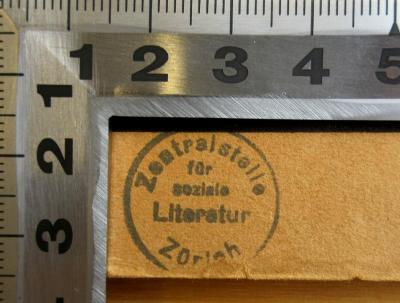 1 2 3 4 5
1
2
3
Zentralstelle
für
soziale
Literatur
Zürich